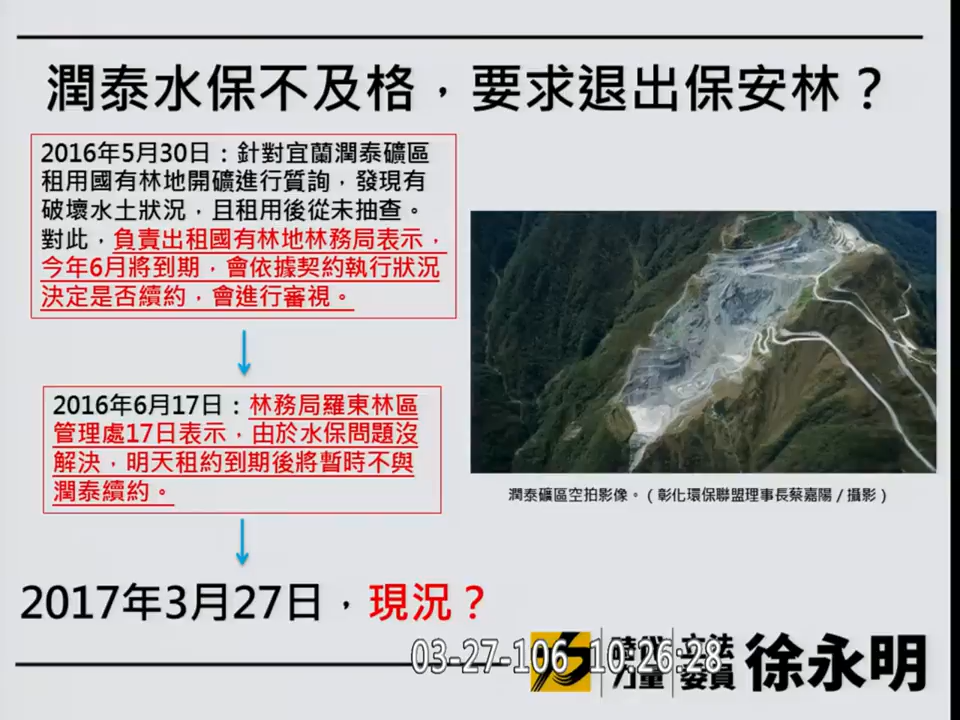 潤泰水保不及格，要求退出保安林？
2016年5月30日：針對宜蘭潤泰礦區
租用國有林地開礦進行質詢，發現有
破壞水土狀況，且租用後從未抽查。
對此，負責出租國有林地林務局表示，
今年6月將到期，會依據契約執行狀況
決定是否續約，會進行審視。
2016年6月17日：林務局羅東林區
管理處17日表示，由於水保問題沒
解決，明天租約到期後將暫時不與
潤泰續約。
潤泰礦區空拍影像。（彰化環保聯盟理事長蔡嘉陽／攝影）
2017年3月27日，現況？
03-27-106 10:26:28
時代力量 立法委員 徐永明